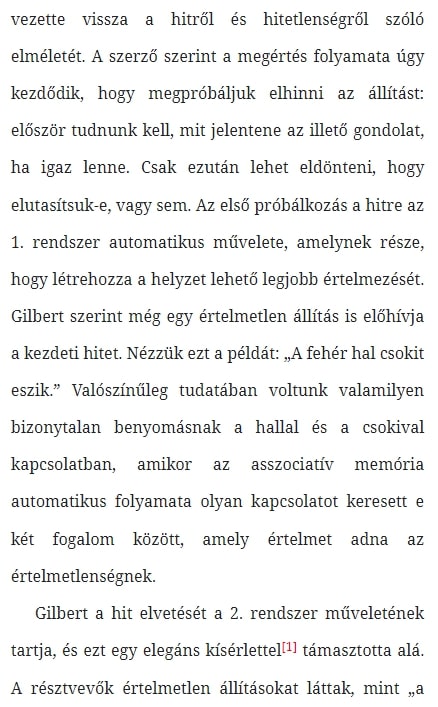 vezette vissza a hitről és hitetlenségről szóló
elméletét. A szerző szerint a megértés folyamata úgy
kezdődik, hogy megpróbáljuk elhinni az állítást:
először tudnunk kell, mit jelentene az illető gondolat,
ha igaz lenne. Csak ezután lehet eldönteni, hogy
elutasítsuk-e, vagy sem. Az első próbálkozás a hitre az
1. rendszer automatikus művelete, amelynek része,
hogy létrehozza a helyzet lehető legjobb értelmezését.
Gilbert szerint még egy értelmetlen állítás is előhívja
a kezdeti hitet. Nézzük ezt a példát: „A fehér hal csokit
eszik.” Valószínűleg tudatában voltunk valamilyen
bizonytalan benyomásnak a hallal és a csokival
kapcsolatban, amikor az asszociatív memória
automatikus folyamata olyan kapcsolatot keresett e
két fogalom között, amely értelmet adna az
értelmetlenségnek.
Gilbert a hit elvetését a 2. rendszer műveletének
tartja, és ezt egy elegáns kísérlettel[1] támasztotta alá.
A résztvevők értelmetlen állításokat láttak, mint „a